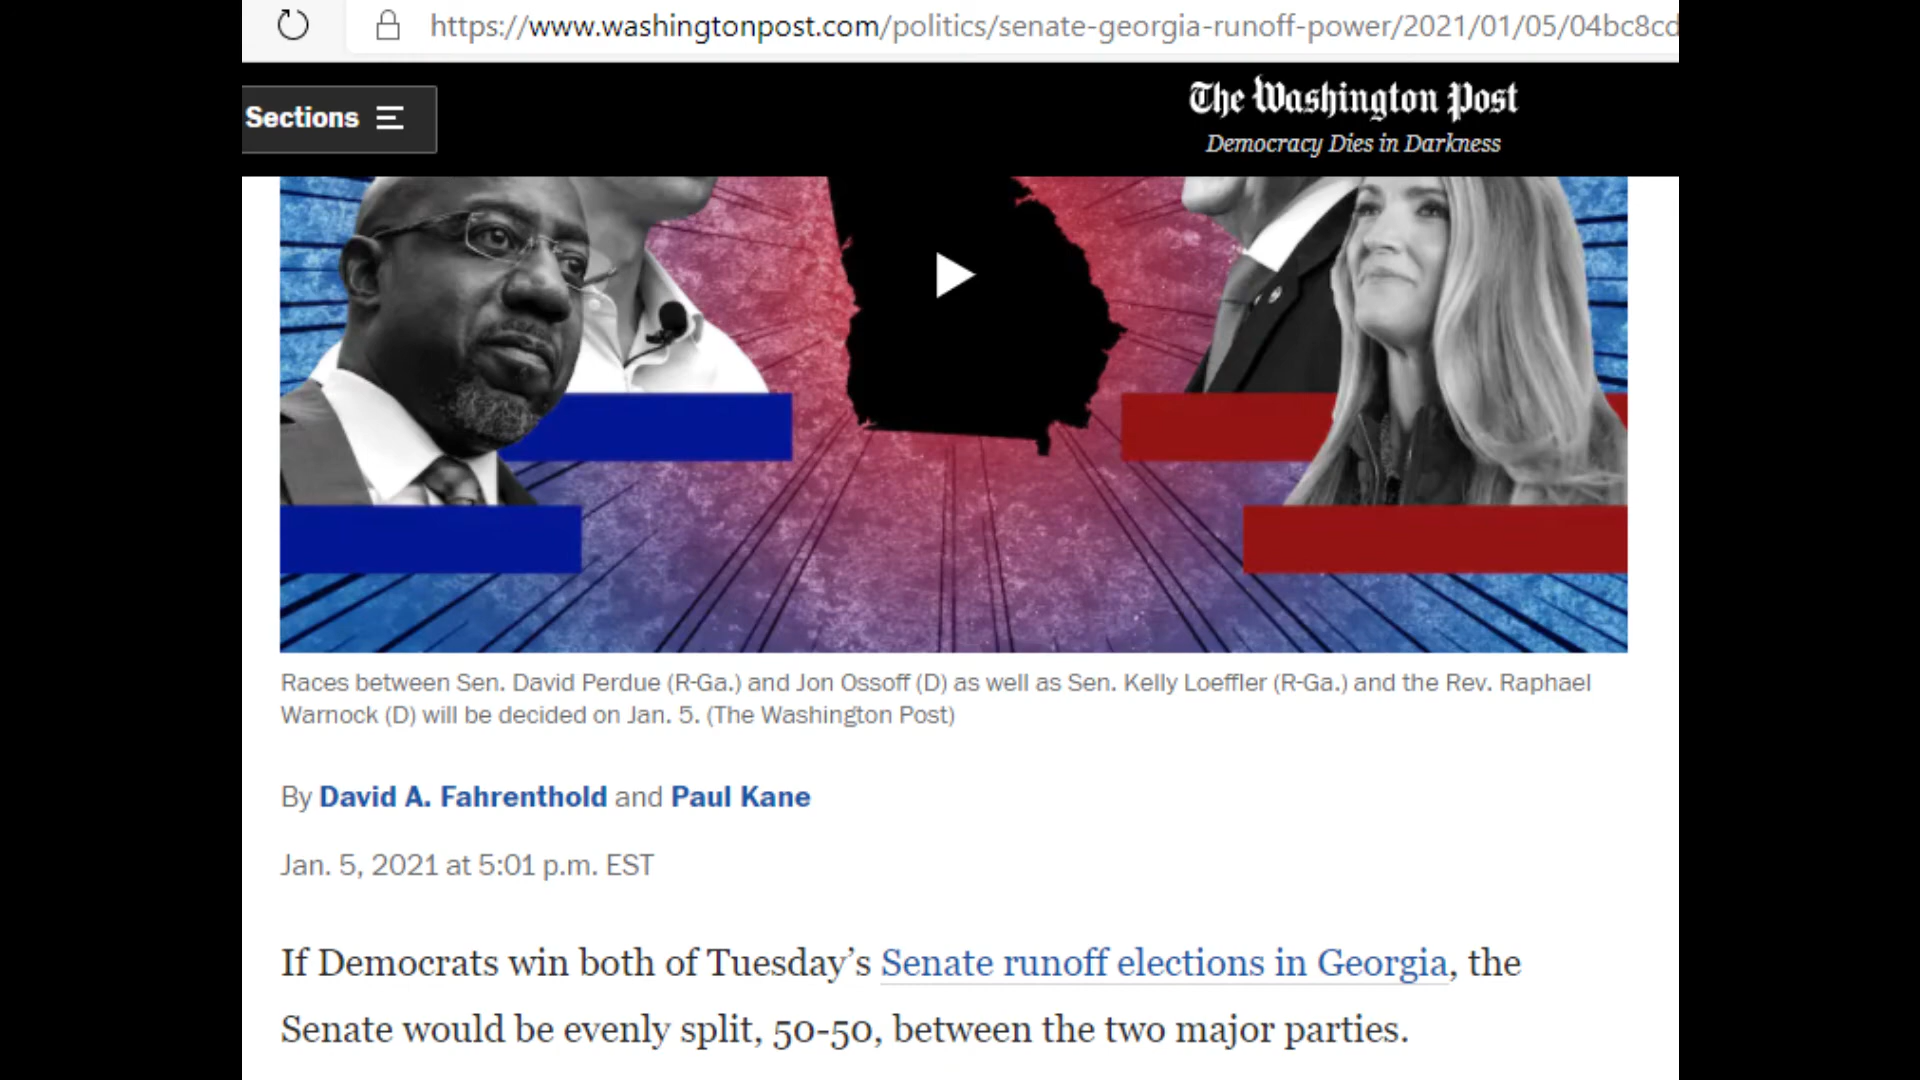 https://www.washingtonpost.com/politics/senate-georgia-runoff-power/2021/01/05/04bc8cd
Sections
The Washington Post
Democracy Dies in Darkness
Races between Sen. David Perdue (R-Ga.) and Jon Ossoff (D) as well as Sen. Kelly Loeffler (R-Ga.) and the Rev. Raphael
Warnock (D) will be decided on Jan. 5. (The Washington Post)
By David A. Fahrenthold and Paul Kane
Jan. 5, 2021 at 5:01 p.m. EST
If Democrats win both of Tuesday’s Senate runoff elections in Georgia, the
Senate would be evenly split, 50-50, between the two major parties.